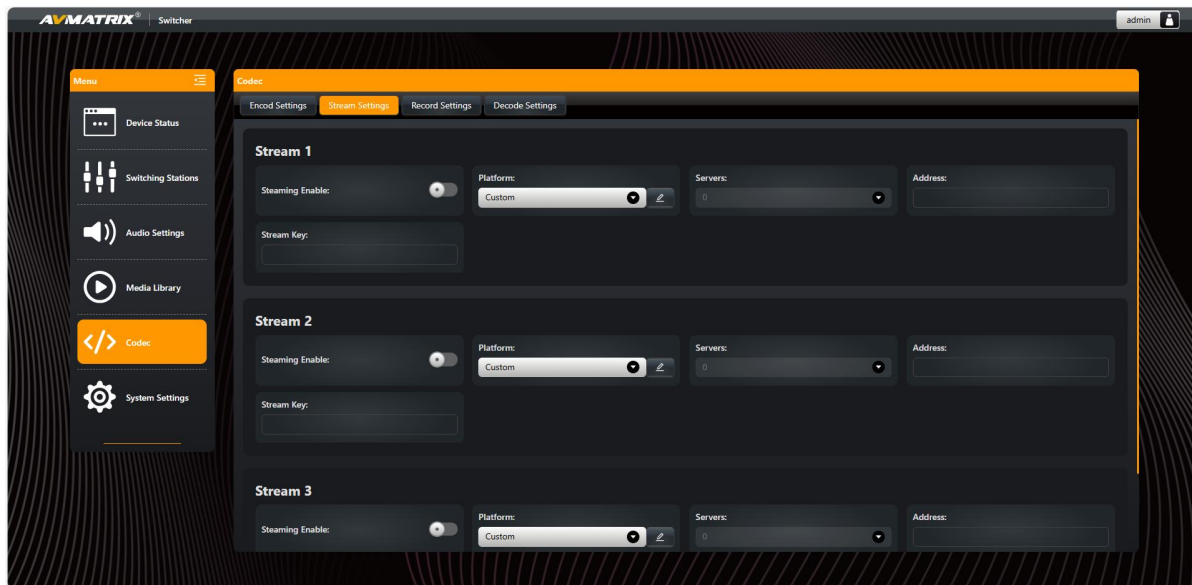 AVMATRIX® Switcher admin
Menu
Device Status
Switching Stations
Audio Settings
Media Library
Codec
System Settings
Codec
Encod Settings Stream Settings Record Settings Decode Settings
Stream 1
Steaming Enable:
Platform:
Custom
Servers:
0
Address:
Stream Key:
Stream 2
Steaming Enable:
Platform:
Custom
Servers:
0
Address:
Stream Key:
Stream 3
Steaming Enable:
Platform:
Custom
Servers:
0
Address: